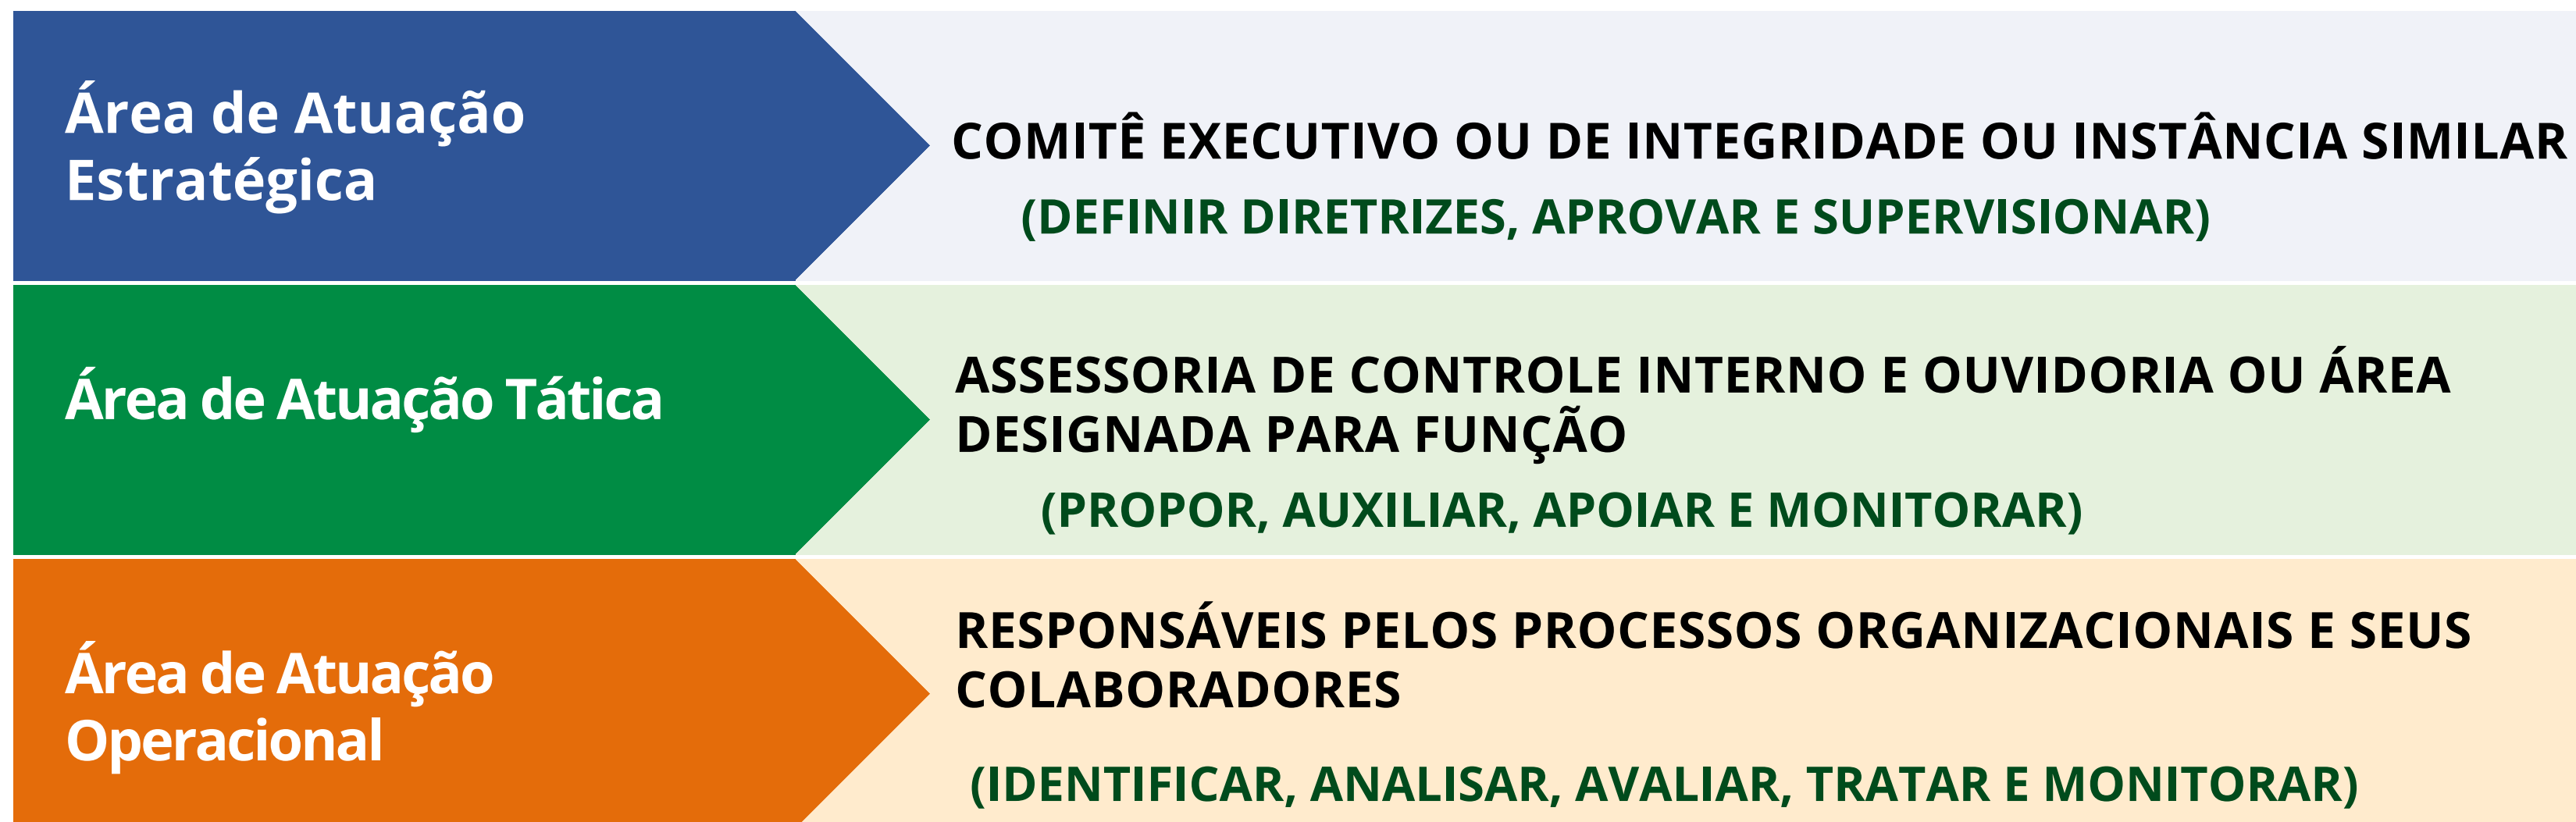 Área de Atuação
Estratégica
COMITÊ EXECUTIVO OU DE INTEGRIDADE OU INSTÂNCIA SIMILAR
(DEFINIR DIRETRIZES, APROVAR E SUPERVISIONAR)
Área de Atuação Tática
ASSESSORIA DE CONTROLE INTERNO E OUVIDORIA OU ÁREA
DESIGNADA PARA FUNÇÃO
(PROPOR, AUXILIAR, APOIAR E MONITORAR)
Área de Atuação
Operacional
RESPONSÁVEIS PELOS PROCESSOS ORGANIZACIONAIS E SEUS
COLABORADORES
(IDENTIFICAR, ANALISAR, AVALIAR, TRATAR E MONITORAR)